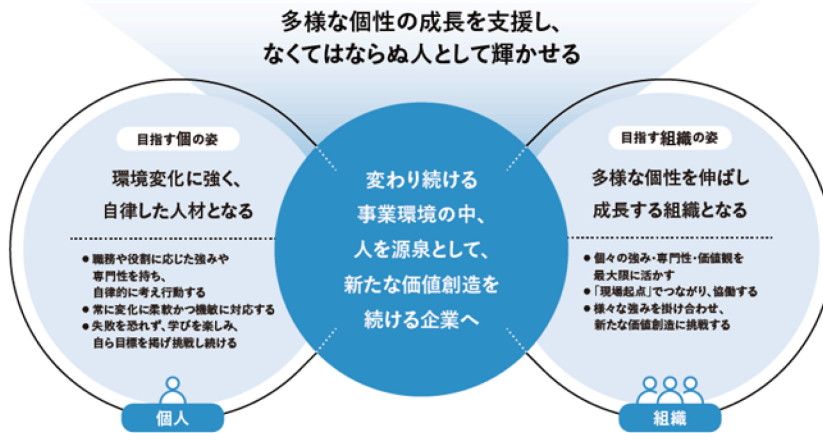 多様な個性の成長を支援し、
なくてはならぬ人として輝かせる
目指す個の姿
環境変化に強く、
自律した人材となる
● 職務や役割に応じた強みや
専門性を持ち、
自律的に考え行動する
● 常に変化に柔軟かつ機敏に対応する
● 失敗を恐れず、学びを楽しみ、
自ら目標を掲げ挑戦し続ける
個人
変わり続ける
事業環境の中、
人を源泉として、
新たな価値創造を
続ける企業へ
目指す組織の姿
多様な個性を伸ばし
成長する組織となる
● 個々の強み・専門性・価値観を
最大限に活かす
● 「現場起点」でつながり、協働する
● 様々な強みを掛け合わせ、
新たな価値創造に挑戦する
組織